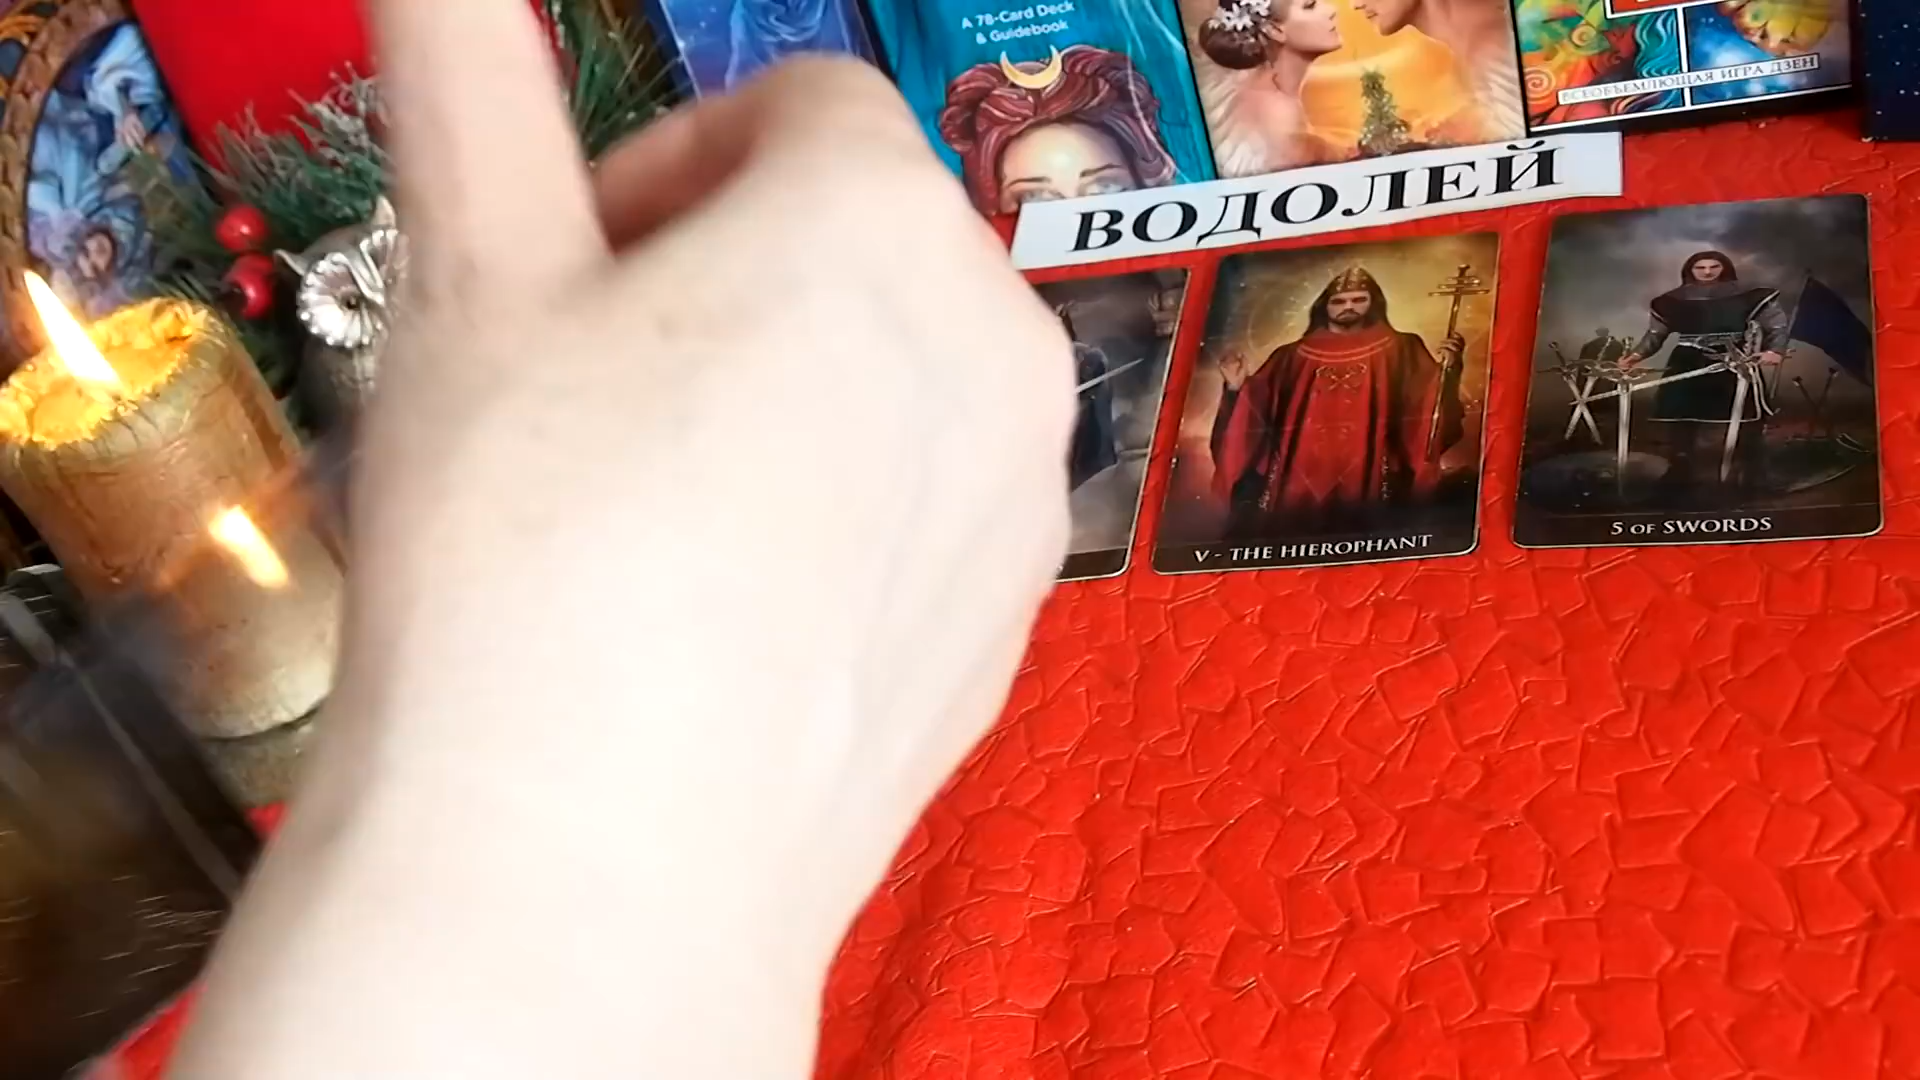 A 78-Card Deck
& Guidebook
ВСЕОБЪЕМЛЮЩАЯ ИГРА ДЗЕН
ВОДОЛЕЙ
V - THE HIEROPHANT
5 OF SWORDS